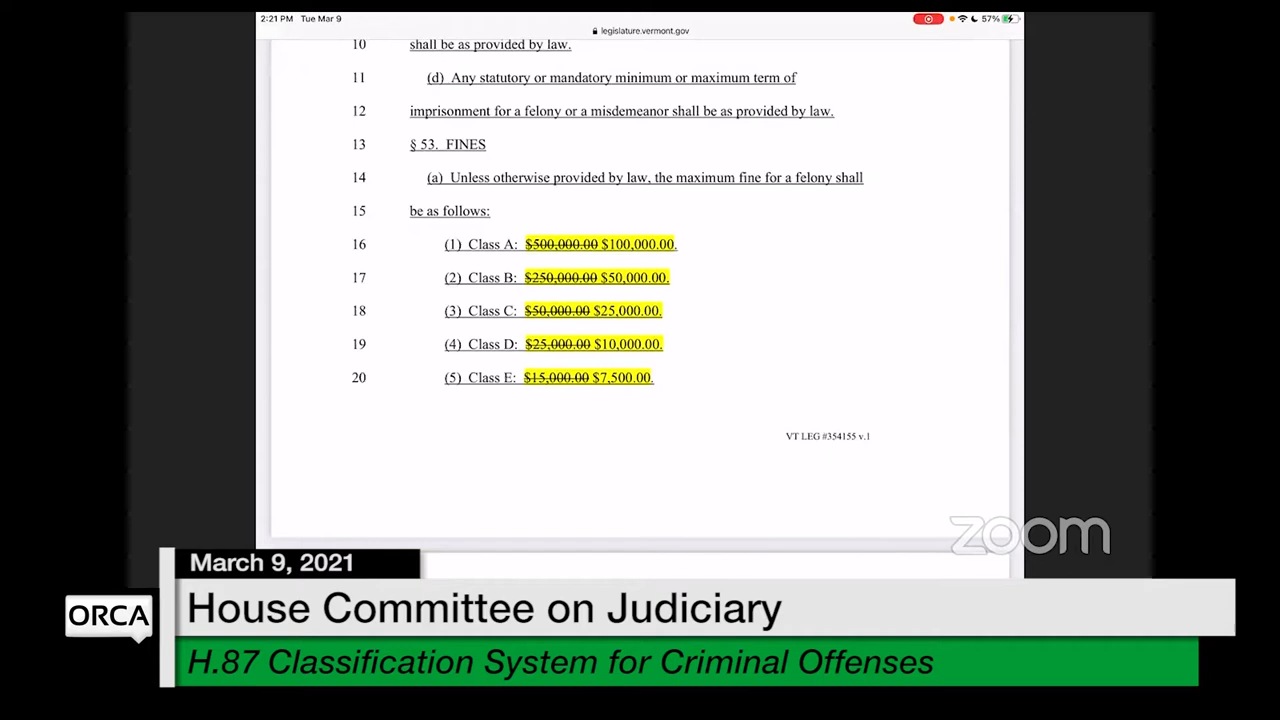 2:21 PM Tue Mar 9
57%
legislature.vermont.gov
10 shall be as provided by law.
11 (d) Any statutory or mandatory minimum or maximum term of
12 imprisonment for a felony or a misdemeanor shall be as provided by law.
13 § 53. FINES
14 (a) Unless otherwise provided by law, the maximum fine for a felony shall
15 be as follows:
16 (1) Class A: $500,000.00 $100,000.00.
17 (2) Class B: $250,000.00 $50,000.00.
18 (3) Class C: $50,000.00 $25,000.00.
19 (4) Class D: $25,000.00 $10,000.00.
20 (5) Class E: $15,000.00 $7,500.00.
VT LEG #354155 v.1
zoom
March 9, 2021
ORCA
House Committee on Judiciary
H.87 Classification System for Criminal Offenses